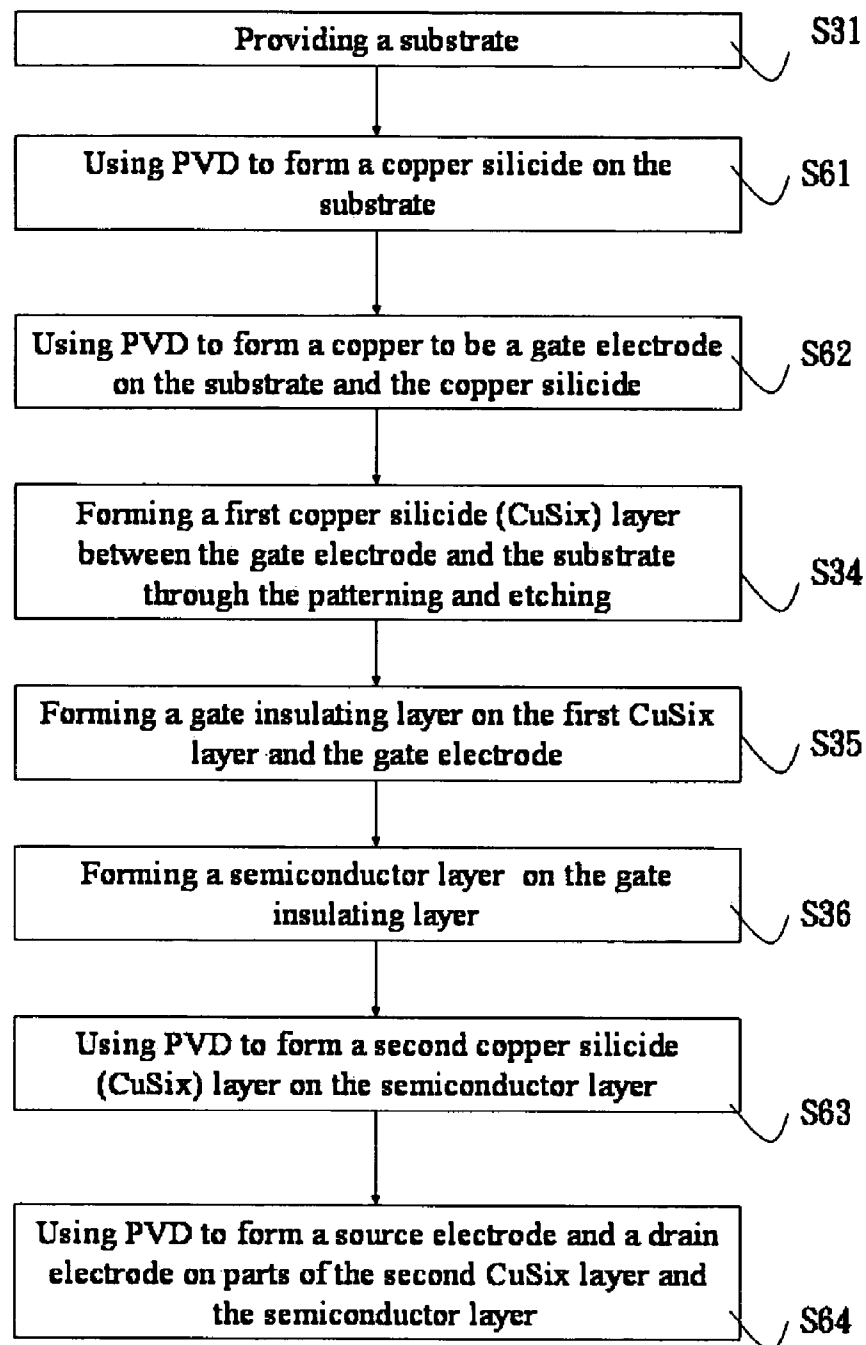 Providing a substrate
S31
Using PVD to form a copper silicide on the
substrate
S61
Using PVD to form a copper to be a gate electrode
on the substrate and the copper silicide
S62
Forming a first copper silicide (CuSix) layer
between the gate electrode and the substrate
through the patterning and etching
S34
Forming a gate insulating layer on the first CuSix
layer and the gate electrode
S35
Forming a semiconductor layer on the gate
insulating layer
S36
Using PVD to form a second copper silicide
(CuSix) layer on the semiconductor layer
S63
Using PVD to form a source electrode and a drain
electrode on parts of the second CuSix layer and
the semiconductor layer
S64